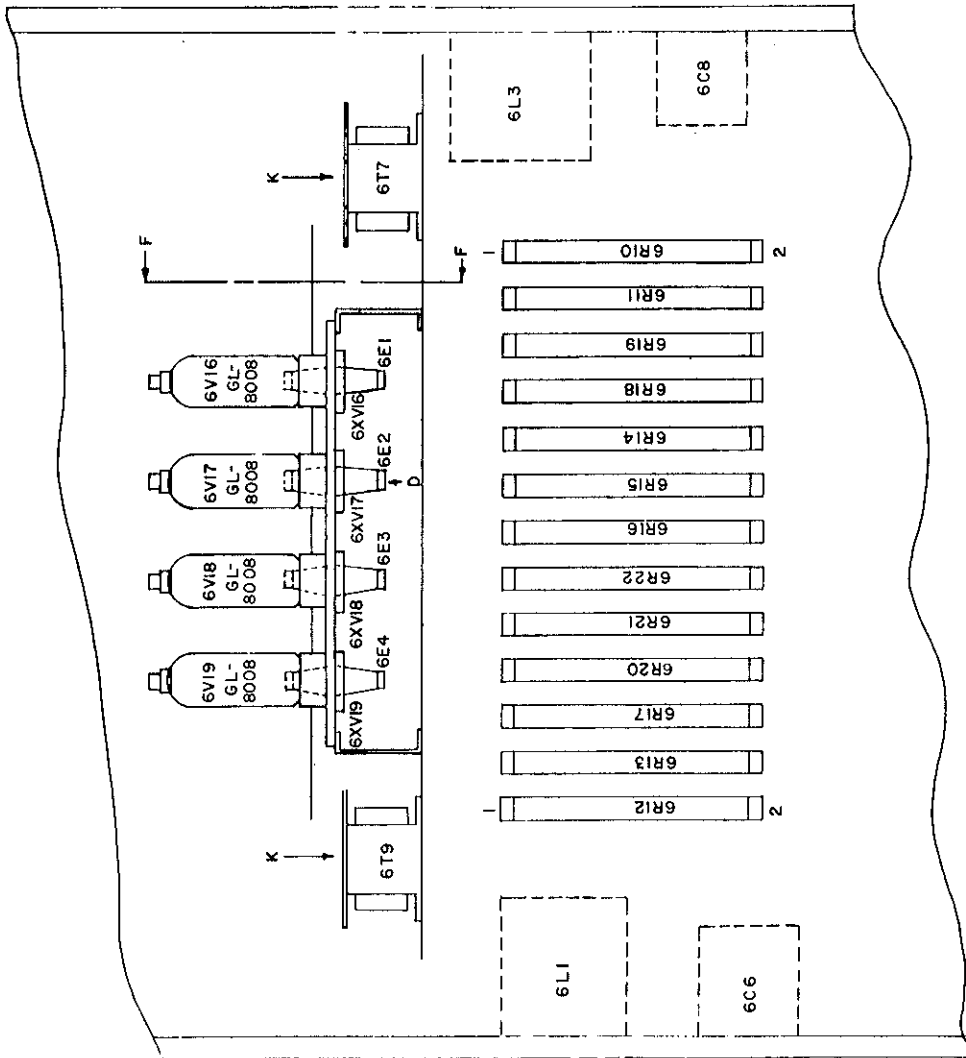 6L3
6C8
K
6T7
F
F
6V16
GL-
8008
6V17
GL-
8008
6V18
GL-
8008
6V19
GL-
8008
6E1
6XV16
6E2
6XV17
D
6E3
6XV18
6E4
6XV19
K
6T9
1
6R10
2
6R11
6R19
6R18
6R14
6R15
6R16
6R22
6R21
6R20
6R17
6R13
1
6R12
2
6L1
6C6